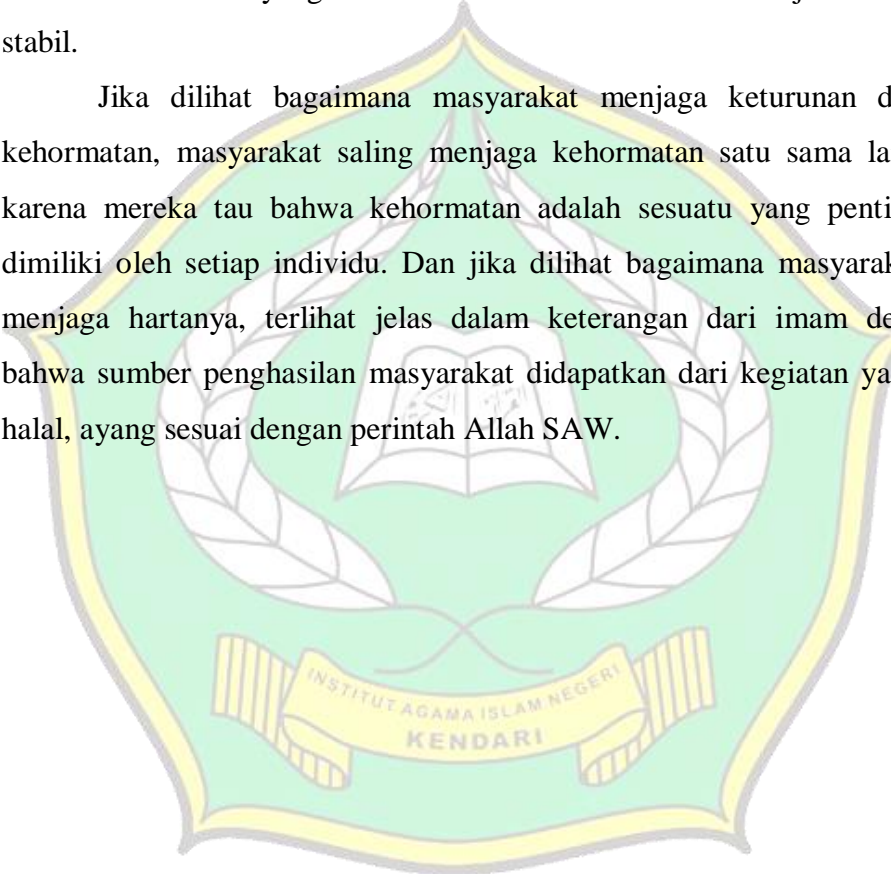 stabil.
Jika dilihat bagaimana masyarakat menjaga keturunan d
kehormatan, masyarakat saling menjaga kehormatan satu sama la
karena mereka tau bahwa kehormatan adalah sesuatu yang penti
dimiliki oleh setiap individu. Dan jika dilihat bagaimana masyarak
menjaga hartanya, terlihat jelas dalam keterangan dari imam de
bahwa sumber penghasilan masyarakat didapatkan dari kegiatan ya
halal, ayang sesuai dengan perintah Allah SAW.
INSTITUT AGAMA ISLAM NEGERI
KENDARI